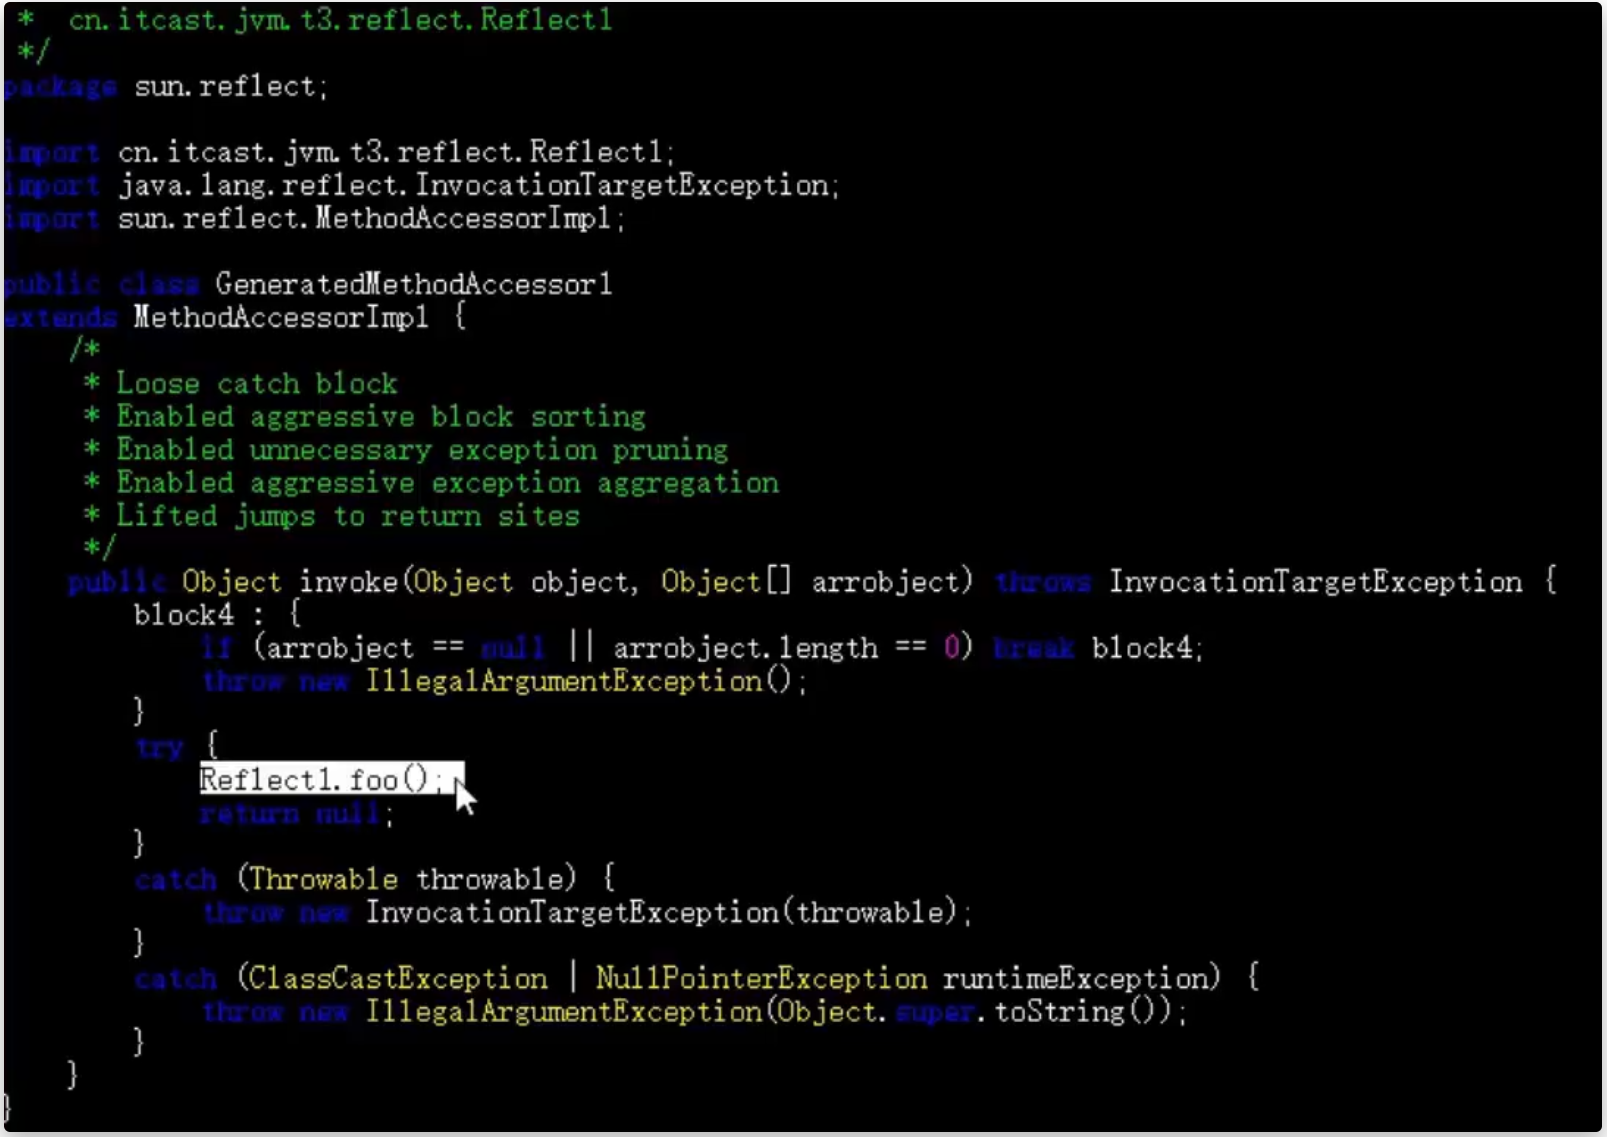 * cn.itcast.jvm.t3.reflect.Reflect1
*/
package sun.reflect;
import cn.itcast.jvm.t3.reflect.Reflect1;
import java.lang.reflect.InvocationTargetException;
import sun.reflect.MethodAccessorImpl;
public class GeneratedMethodAccessor1
extends MethodAccessorImpl {
/*
* Loose catch block
* Enabled aggressive block sorting
* Enabled unnecessary exception pruning
* Enabled aggressive exception aggregation
* Lifted jumps to return sites
*/
public Object invoke(Object object, Object[] arrobject) throws InvocationTargetException {
block4 : {
if (arrobject == null || arrobject.length == 0) break block4;
throw new IllegalArgumentException();
}
try {
Reflect1.foo();
return null;
}
catch (Throwable throwable) {
throw new InvocationTargetException(throwable);
}
catch (ClassCastException | NullPointerException runtimeException) {
throw new IllegalArgumentException(Object.super.toString());
}
}
}